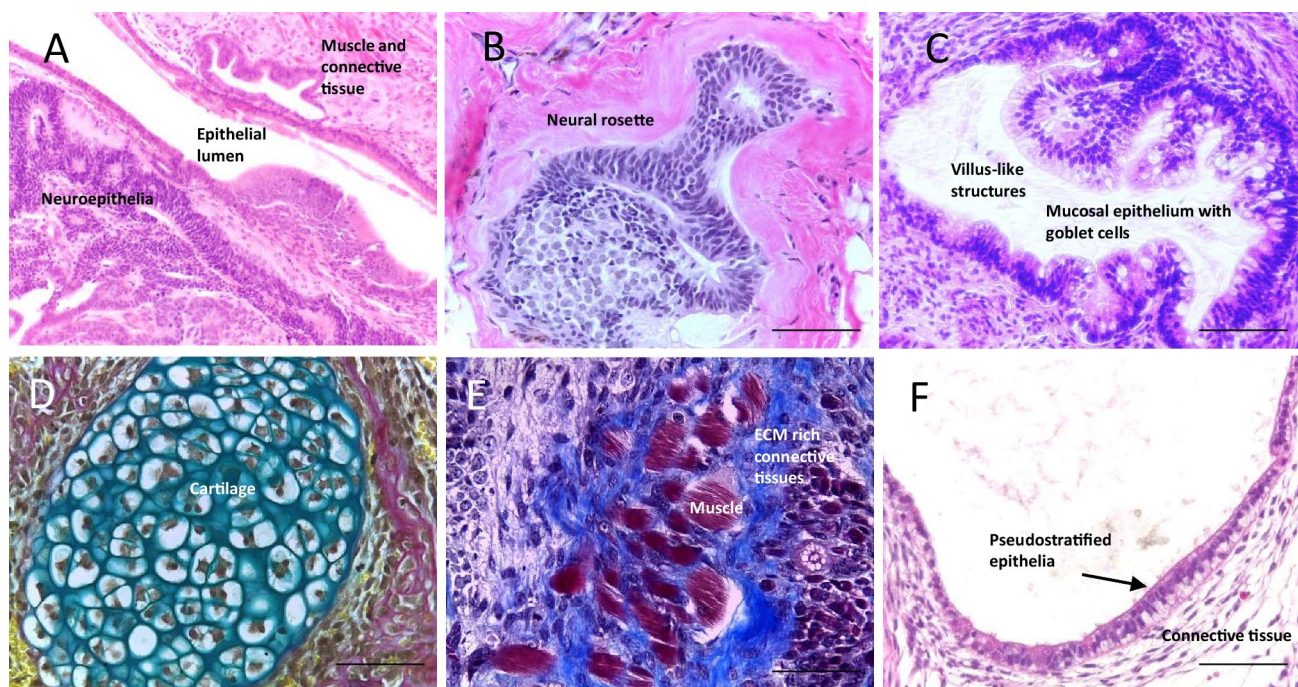 A
Muscle and
connective
tissue
Epithelial
lumen
Neuroepithelia
B
Neural rosette
C
Villus-like
structures
Mucosal epithelium with
goblet cells
D
Cartilage
E
ECM rich
connective
tissues
Muscle
F
Pseudostratified
epithelia
Connective tissue